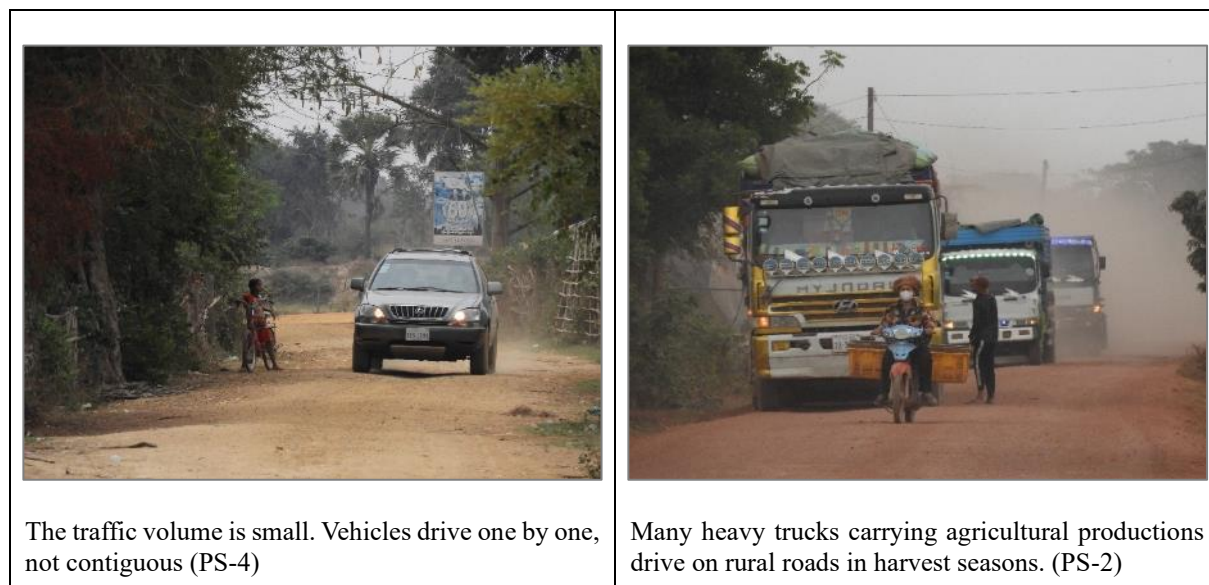 HYUNDAI
The traffic volume is small. Vehicles drive one by one,
not contiguous (PS-4)
Many heavy trucks carrying agricultural productions
drive on rural roads in harvest seasons. (PS-2)